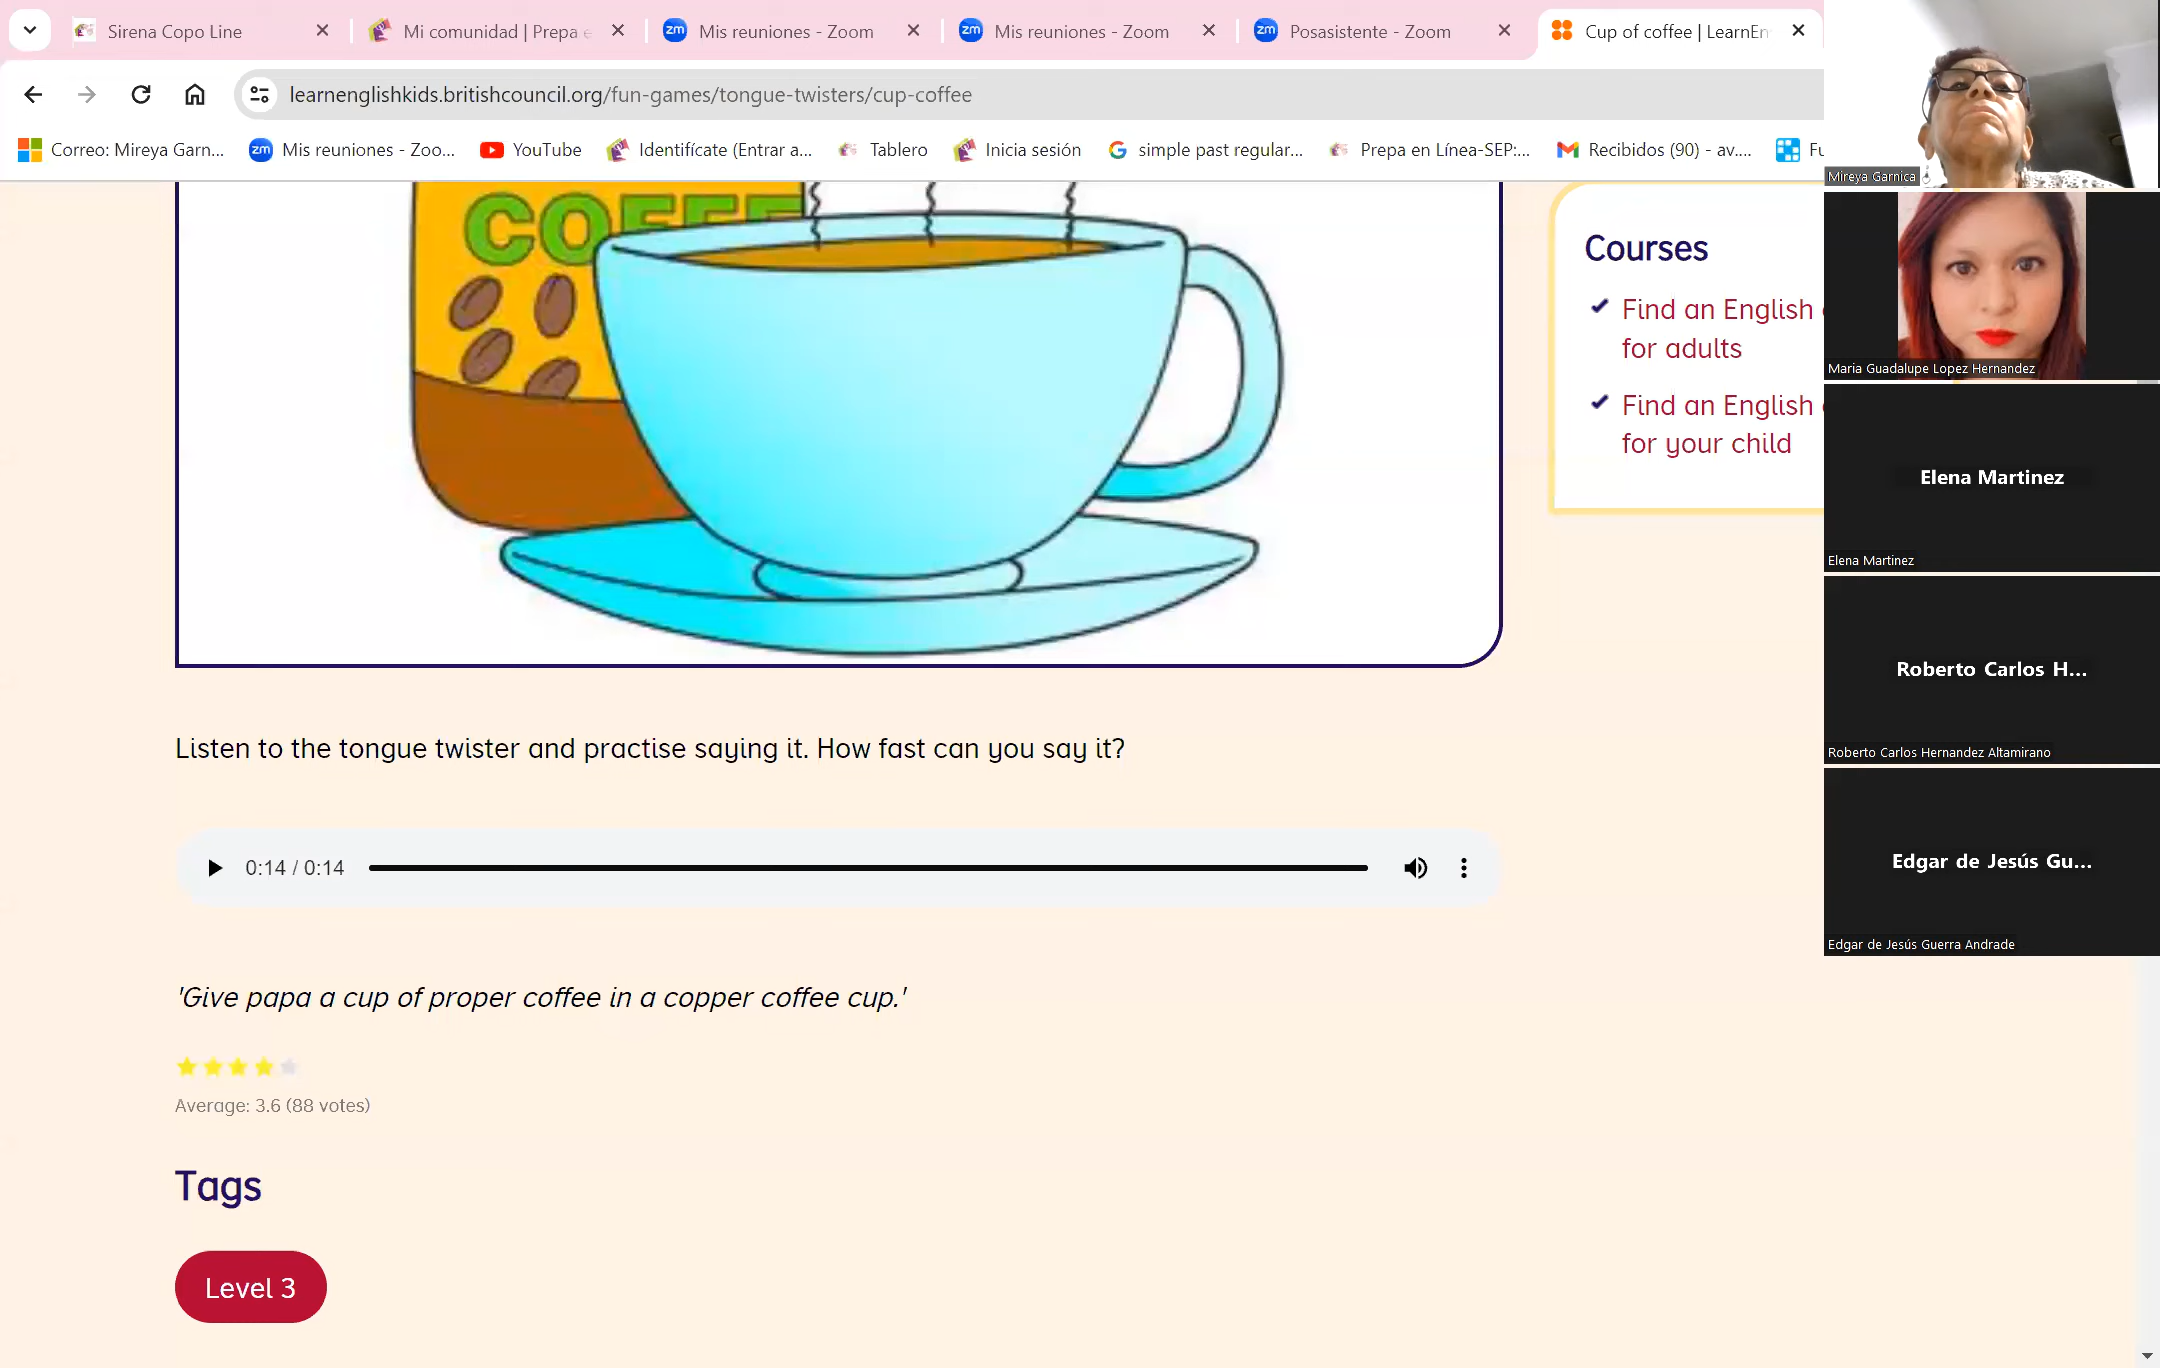 Sirena Copo Line
Mi comunidad | Prepa e
Mis reuniones - Zoom
Mis reuniones - Zoom
Posasistente - Zoom
Cup of coffee | LearnEn
learnenglishkids.britishcouncil.org/fun-games/tongue-twisters/cup-coffee
Correo: Mireya Garn...
Mis reuniones - Zoo...
YouTube
Identifícate (Entrar a...
Tablero
Inicia sesión
simple past regular...
Prepa en Línea-SEP:...
Recibidos (90) - av....
Fu
COFFEE
Courses
Find an English
for adults
Find an English
for your child
Mireya Garnica
Maria Guadalupe Lopez Hernandez
Elena Martinez
Elena Martinez
Roberto Carlos H...
Roberto Carlos Hernandez Altamirano
Edgar de Jesús Gu...
Edgar de Jesús Guerra Andrade
Listen to the tongue twister and practise saying it. How fast can you say it?
0:14 / 0:14
'Give papa a cup of proper coffee in a copper coffee cup.'
Average: 3.6 (88 votes)
Tags
Level 3